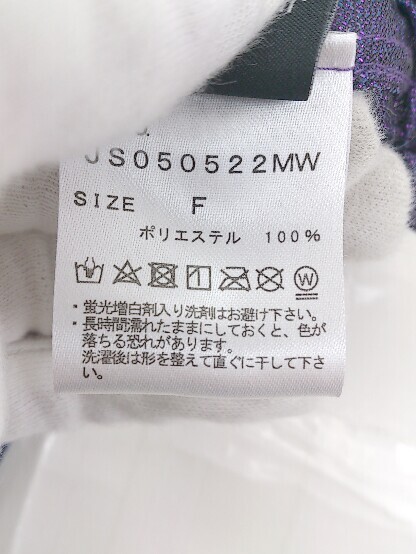 JS050522MW
SIZE F
ポリエステル 100%
W
・蛍光増白剤入り洗剤はお避け下さい。
・長時間濡れたままにしておくと、色が
落ちる恐れがあります。
洗濯後は形を整えて直ぐに干して下さ
い。